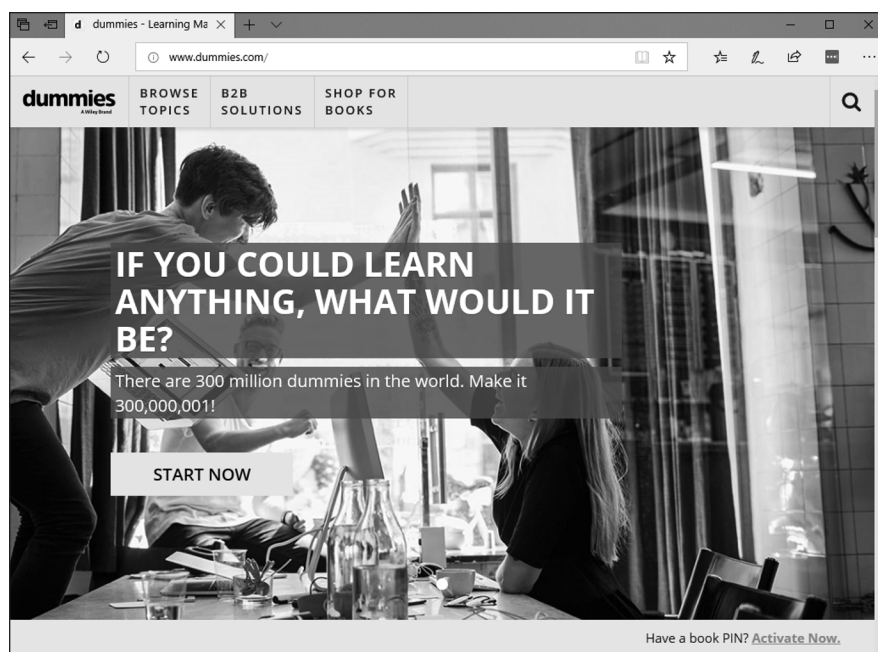 d dummies - Learning Ma
www.dummies.com/
dummies
A Wiley Brand
BROWSE
TOPICS
B2B
SOLUTIONS
SHOP FOR
BOOKS
IF YOU COULD LEARN
ANYTHING, WHAT WOULD IT
BE?
There are 300 million dummies in the world. Make it
300,000,001!
START NOW
Have a book PIN? Activate Now.